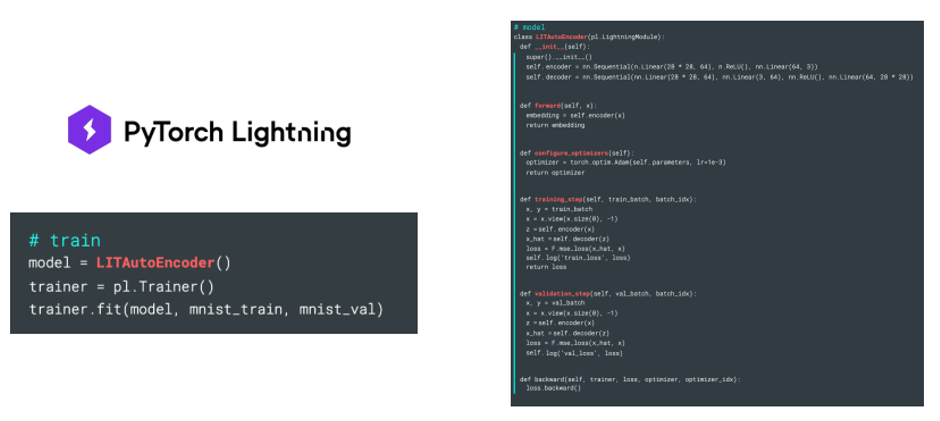 PyTorch Lightning
# train
model = LITAutoEncoder()
trainer = pl.Trainer()
trainer.fit(model, mnist_train, mnist_val)
# model
class LITAutoEncoder(pl.LightningModule):
def __init__(self):
super().__init__()
self.encoder = nn.Sequential(n.Linear(28 * 28, 64), n.ReLU(), nn.Linear(64, 3))
self.decoder = nn.Sequential(nn.Linear(28 * 28, 64), nn.Linear(3, 64), nn.ReLU(), nn.Linear(64, 28 * 28))
def forward(self, x):
embedding = self.encoder(x)
return embedding
def configure_optimizers(self):
optimizer = torch.optim.Adam(self.parameters, lr=1e-3)
return optimizer
def training_step(self, train_batch, batch_idx):
x, y = train_batch
x = x.view(x.size(0), -1)
z =self.encoder(x)
x_hat =self.decoder(z)
loss = F.mse_loss(x_hat, x)
self.log('train_loss', loss)
return loss
def validation_step(self, val_batch, batch_idx):
x, y = val_batch
x = x.view(x.size(0), -1)
z =self.encoder(x)
x_hat =self.decoder(z)
loss = F.mse_loss(x_hat, x)
self.log('val_loss', loss)
def backward(self, trainer, loss, optimizer, optimizer_idx):
loss.backward()